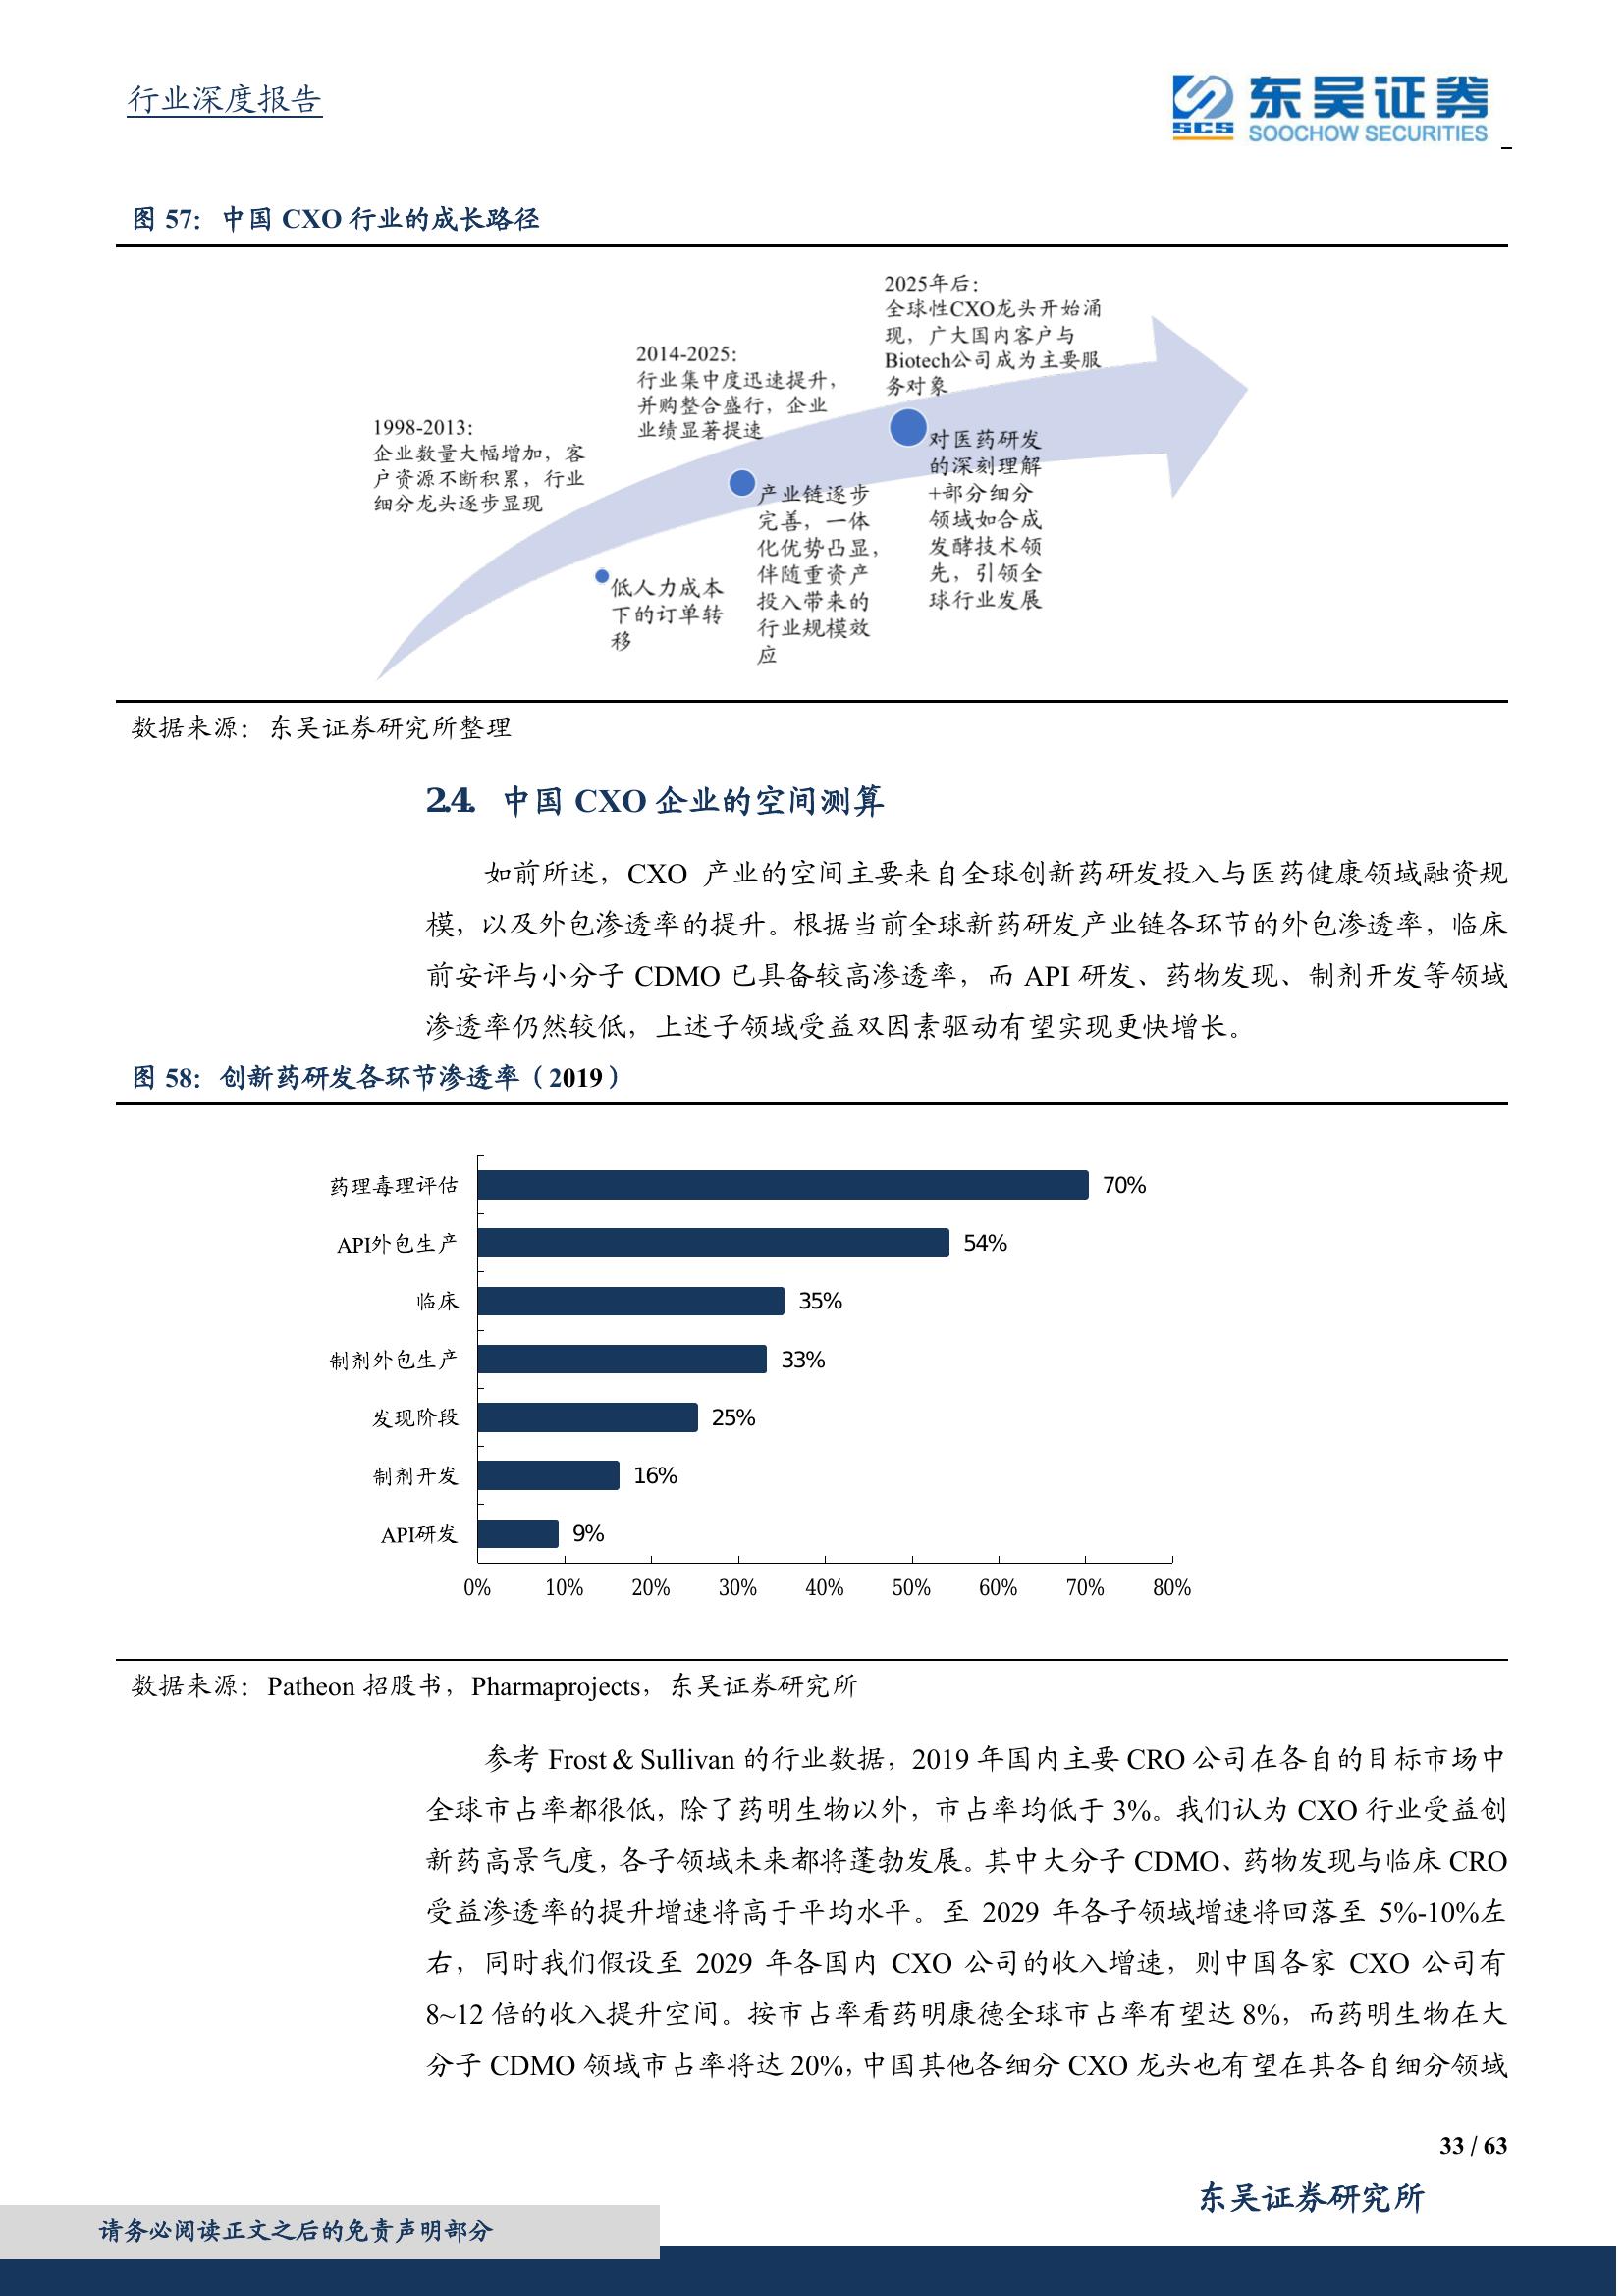 行业深度报告
SCS 东吴证券
SOOCHOW SECURITIES
图 57：中国 CXO 行业的成长路径
2025年后：
全球性CXO龙头开始涌
现，广大国内客户与
Biotech公司成为主要服
务对象
2014-2025:
行业集中度迅速提升，
并购整合盛行，企业
业绩显著提速
1998-2013:
企业数量大幅增加，客
户资源不断积累，行业
细分龙头逐步显现
低人力成本
下的订单转
移
产业链逐步
完善，一体
化优势凸显，
伴随重资产
投入带来的
行业规模效
应
对医药研发
的深刻理解
+部分细分
领域如合成
发酵技术领
先，引领全
球行业发展
数据来源：东吴证券研究所整理
2.4. 中国 CXO 企业的空间测算
如前所述，CXO 产业的空间主要来自全球创新药研发投入与医药健康领域融资规
模，以及外包渗透率的提升。根据当前全球新药研发产业链各环节的外包渗透率，临床
前安评与小分子 CDMO 已具备较高渗透率，而 API 研发、药物发现、制剂开发等领域
渗透率仍然较低，上述子领域受益双因素驱动有望实现更快增长。
图 58：创新药研发各环节渗透率（2019）
药理毒理评估 70%
API外包生产 54%
临床 35%
制剂外包生产 33%
发现阶段 25%
制剂开发 16%
API研发 9%
0% 10% 20% 30% 40% 50% 60% 70% 80%
数据来源：Patheon 招股书，Pharmaprojects，东吴证券研究所
参考 Frost & Sullivan 的行业数据，2019 年国内主要 CRO 公司在各自的目标市场中
全球市占率都很低，除了药明生物以外，市占率均低于 3%。我们认为 CXO 行业受益创
新药高景气度，各子领域未来都将蓬勃发展。其中大分子 CDMO、药物发现与临床 CRO
受益渗透率的提升增速将高于平均水平。至 2029 年各子领域增速将回落至 5%-10%左
右，同时我们假设至 2029 年各国内 CXO 公司的收入增速，则中国各家 CXO 公司有
8~12 倍的收入提升空间。按市占率看药明康德全球市占率有望达 8%，而药明生物在大
分子 CDMO 领域市占率将达 20%，中国其他各细分 CXO 龙头也有望在其各自细分领域
33 / 63
东吴证券研究所
请务必阅读正文之后的免责声明部分